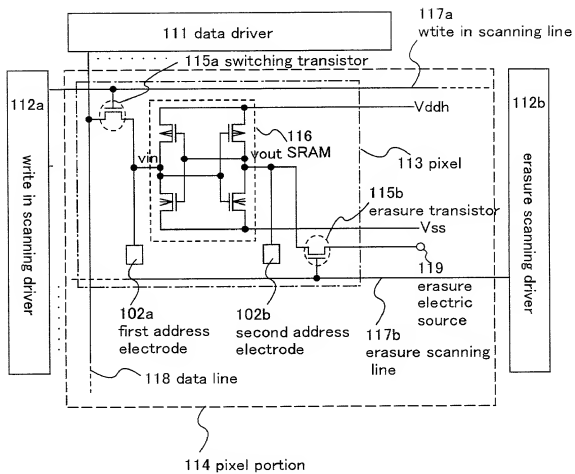 111 data driver
117a
wtite in scanning line
115a switching transistor
112a
write in scanning driver
Vddh
112b
erasure scanning driver
116
vin
vout SRAM
113 pixel
115b
erasure transistor
Vss
119
erasure
electric
source
102a
first address
electrode
102b
second address
electrode
117b
erasure scanning
line
118 data line
114 pixel portion